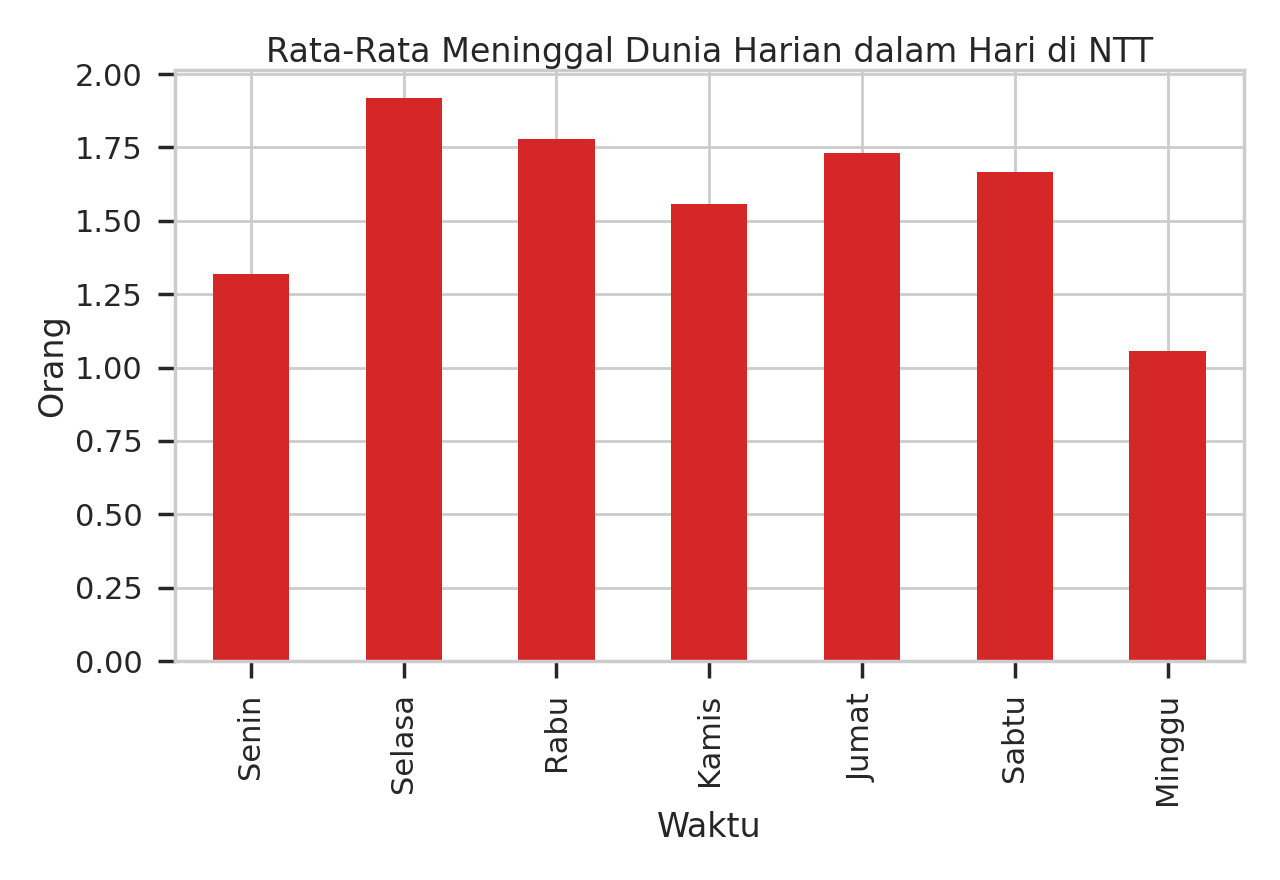 Rata-Rata Meninggal Dunia Harian dalam Hari di NTT
2.00
1.75
1.50
1.25
1.00
0.75
0.50
0.25
0.00
Orang
Senin
Selasa
Rabu
Kamis
Jumat
Sabtu
Minggu
Waktu